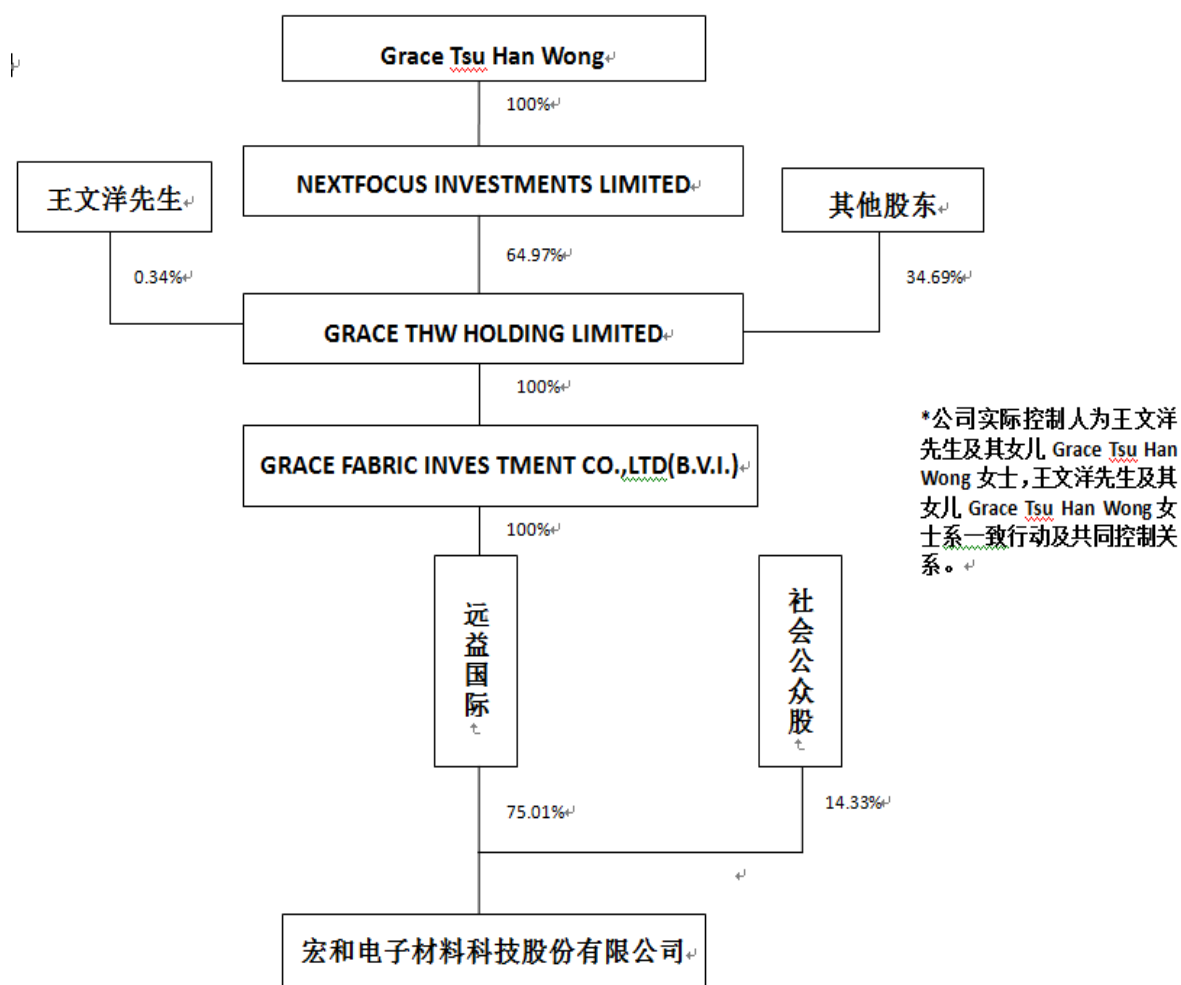 Grace Tsu Han Wong
100%
NEXTFOCUS INVESTMENTS LIMITED
王文洋先生
其他股东
64.97%
0.34%
34.69%
GRACE THW HOLDING LIMITED
100%
GRACE FABRIC INVES TMENT CO.,LTD(B.V.I.)
*公司实际控制人为王文洋
先生及其女儿 Grace Tsu Han
Wong 女士，王文洋先生及其
女儿 Grace Tsu Han Wong 女
士系一致行动及共同控制关
系。
100%
远益国际
社会公众股
75.01%
14.33%
宏和电子材料科技股份有限公司